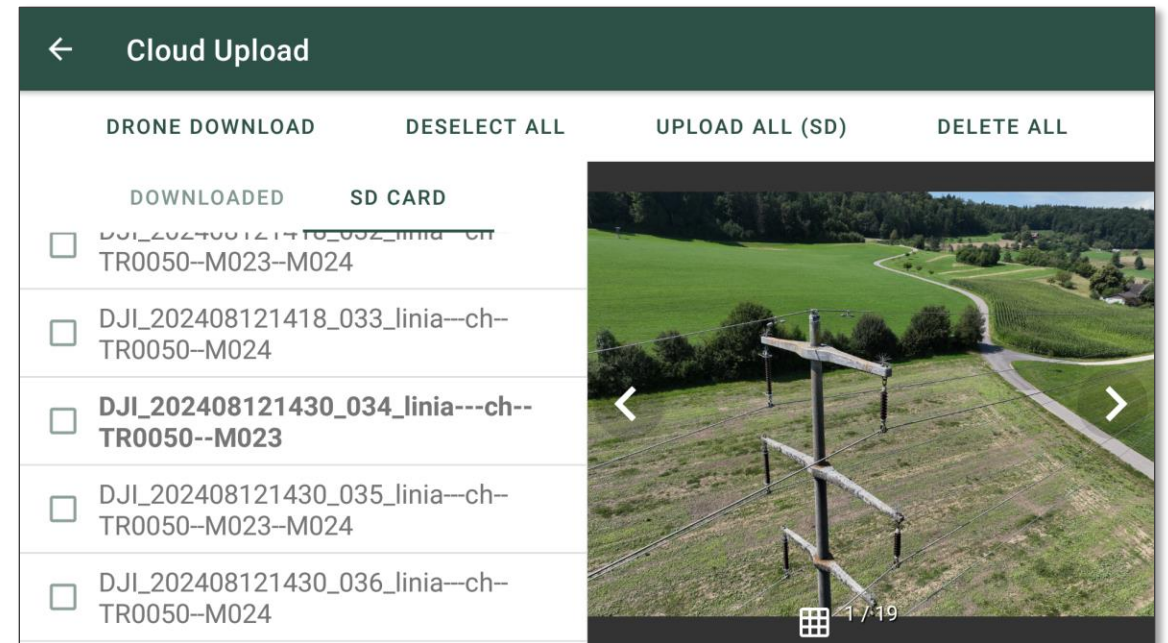 Cloud Upload
DRONE DOWNLOAD DESELECT ALL UPLOAD ALL (SD) DELETE ALL
DOWNLOADED SD CARD
TR0050--M023--M024
DJI_202408121418_033_linia---ch--
TR0050--M024
DJI_202408121430_034_linia---ch--
TR0050--M023
DJI_202408121430_035_linia---ch--
TR0050--M023--M024
DJI_202408121430_036_linia---ch--
TR0050--M024
1 / 19